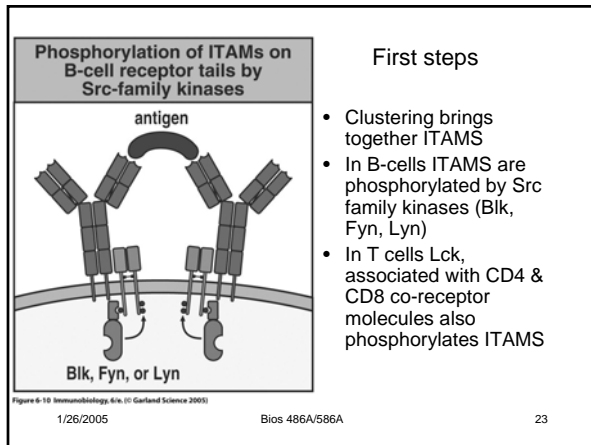 Phosphorylation of ITAMs on
B-cell receptor tails by
Src-family kinases
antigen
Blk, Fyn, or Lyn
Figure 6-10 Immunobiology, 6/e. (© Garland Science 2005)
First steps
• Clustering brings
together ITAMS
• In B-cells ITAMS are
phosphorylated by Src
family kinases (Blk,
Fyn, Lyn)
• In T cells Lck,
associated with CD4 &
CD8 co-receptor
molecules also
phosphorylates ITAMS
1/26/2005
Bios 486A/586A
23